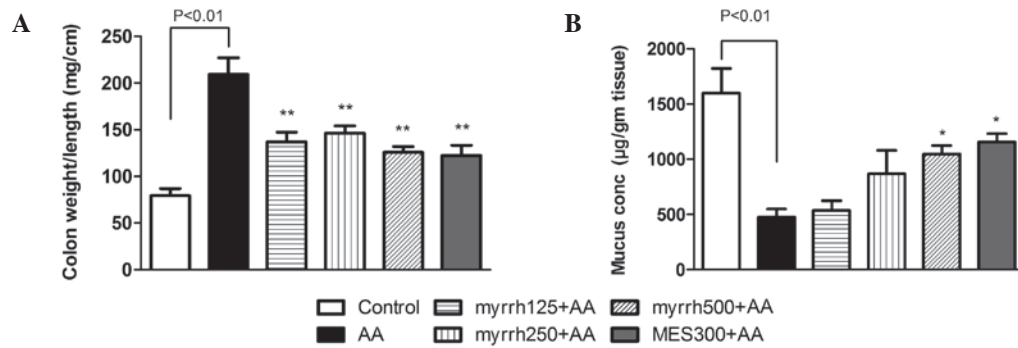 A
P<0.01
Colon weight/length (mg/cm)
250
200
150
100
50
0
**
**
**
**
B
P<0.01
Mucus conc (µg/gm tissue)
2000
1500
1000
500
0
*
*
Control
myrrh125+AA
myrrh500+AA
AA
myrrh250+AA
MES300+AA